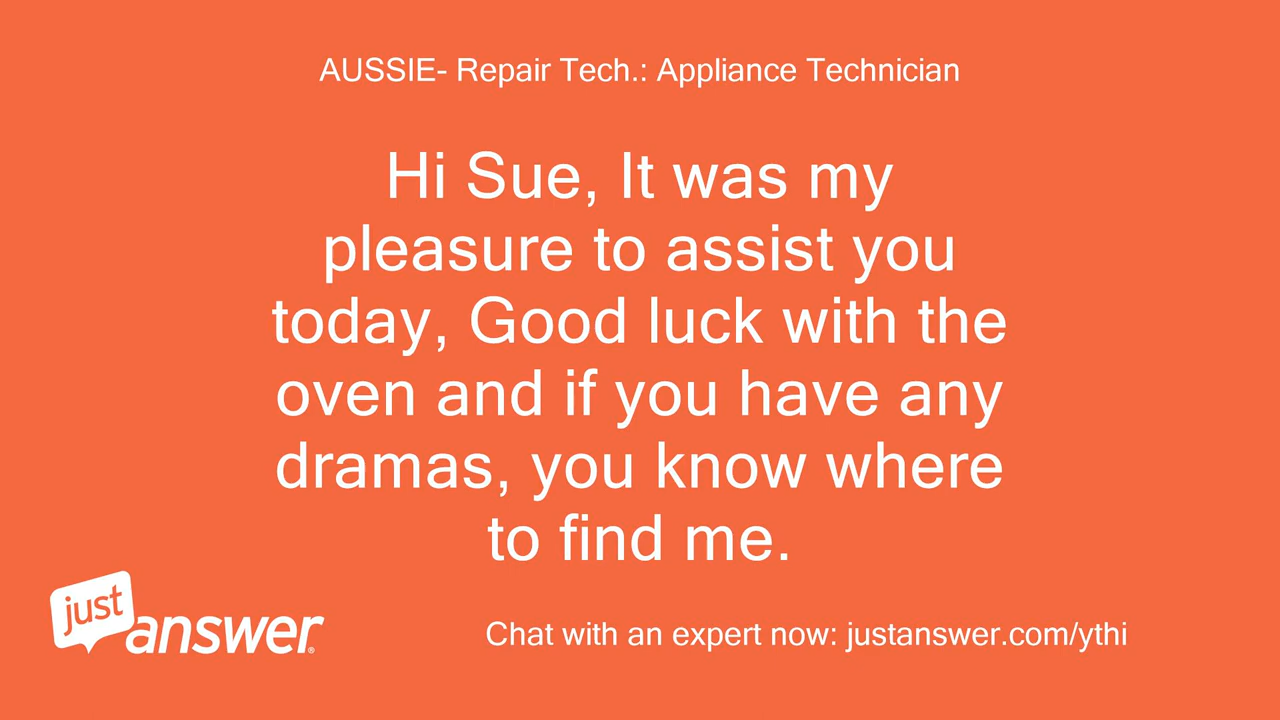 AUSSIE- Repair Tech.: Appliance Technician
Hi Sue, It was my
pleasure to assist you
today, Good luck with the
oven and if you have any
dramas, you know where
to find me.
just
answer®
Chat with an expert now: justanswer.com/ythi